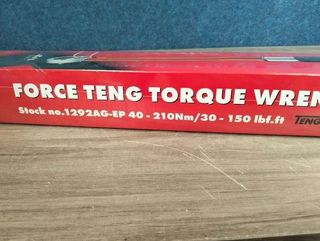 FORCE TENG TORQUE WREN
Stock no.1292AG-EP 40 - 210Nm/30 - 150 lbf.ft
TENG